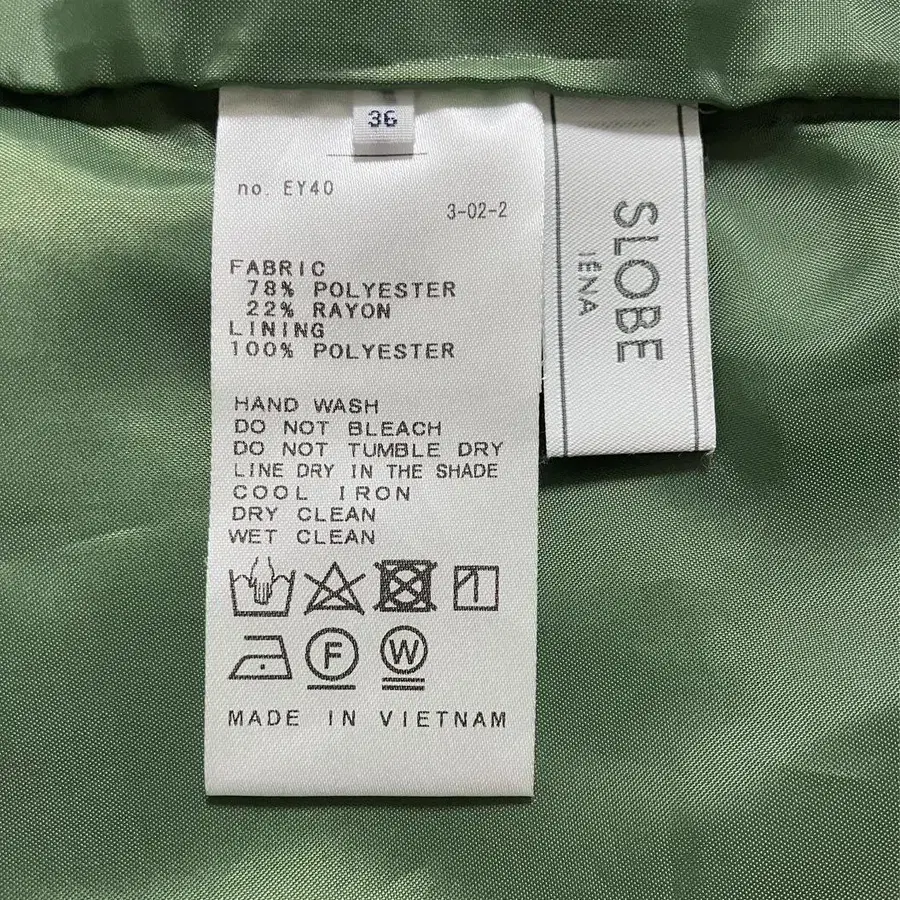 36
no. EY40
3-02-2
FABRIC
78% POLYESTER
22% RAYON
LINING
100% POLYESTER
HAND WASH
DO NOT BLEACH
DO NOT TUMBLE DRY
LINE DRY IN THE SHADE
COOL IRON
DRY CLEAN
WET CLEAN
F
W
MADE IN VIETNAM
SLOBE
IÉNA